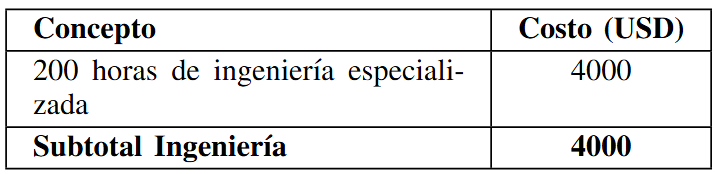 Concepto Costo (USD)
200 horas de ingeniería especiali- 4000
zada
Subtotal Ingeniería 4000